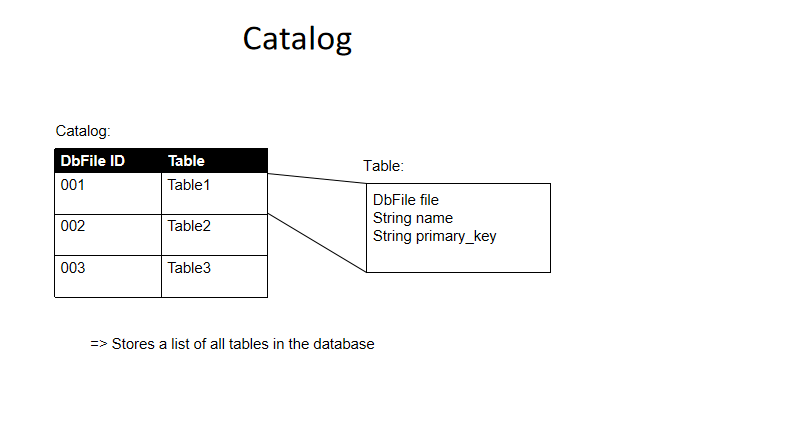 Catalog
Catalog:
DbFile ID Table
001 Table1
002 Table2
003 Table3
Table:
DbFile file
String name
String primary_key
=> Stores a list of all tables in the database